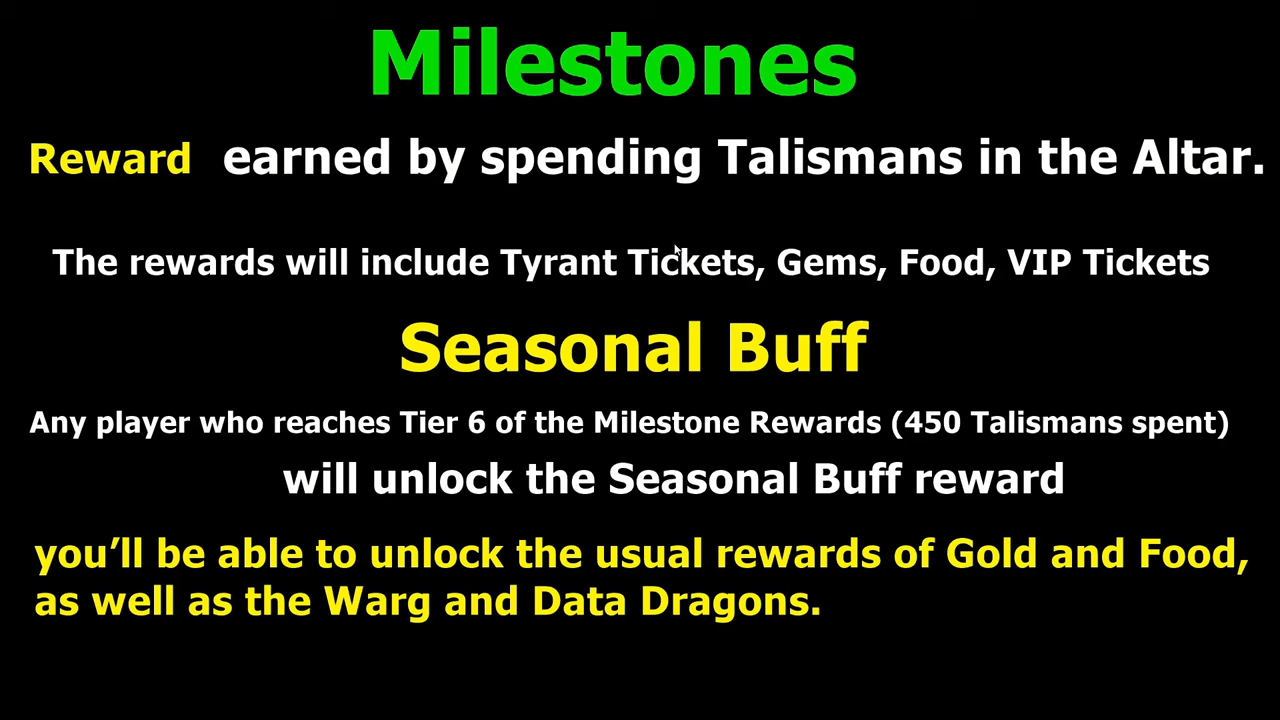 Milestones
Reward earned by spending Talismans in the Altar.
The rewards will include Tyrant Tickets, Gems, Food, VIP Tickets
Seasonal Buff
Any player who reaches Tier 6 of the Milestone Rewards (450 Talismans spent)
will unlock the Seasonal Buff reward
you’ll be able to unlock the usual rewards of Gold and Food,
as well as the Warg and Data Dragons.